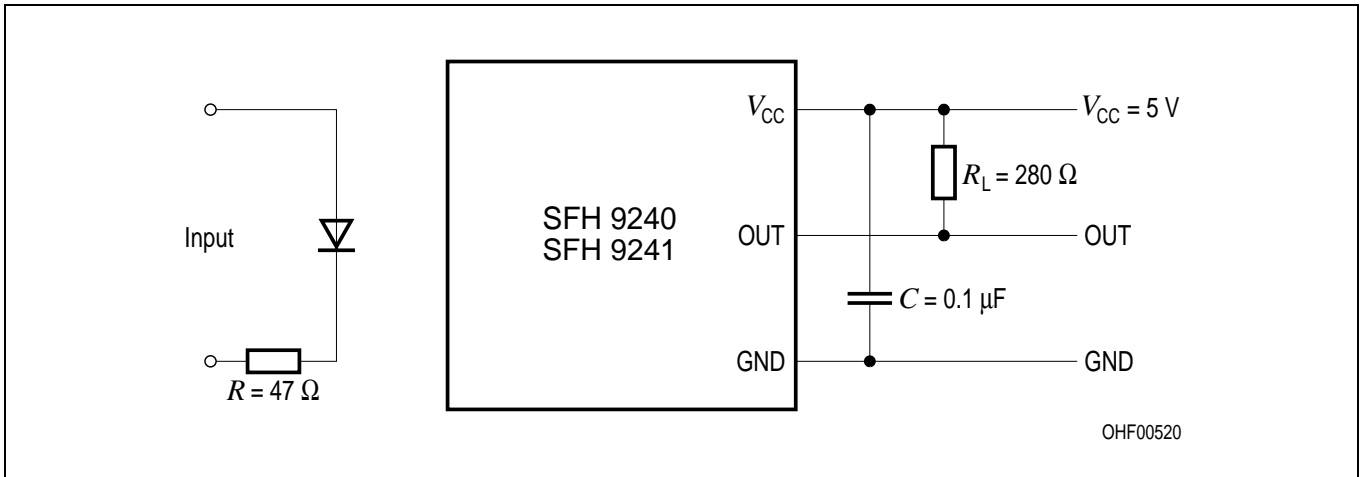 V_CC
V_CC = 5 V
R_L = 280 Ω
SFH 9240
SFH 9241
Input
OUT
OUT
C = 0.1 μF
GND
GND
R = 47 Ω
OHF00520